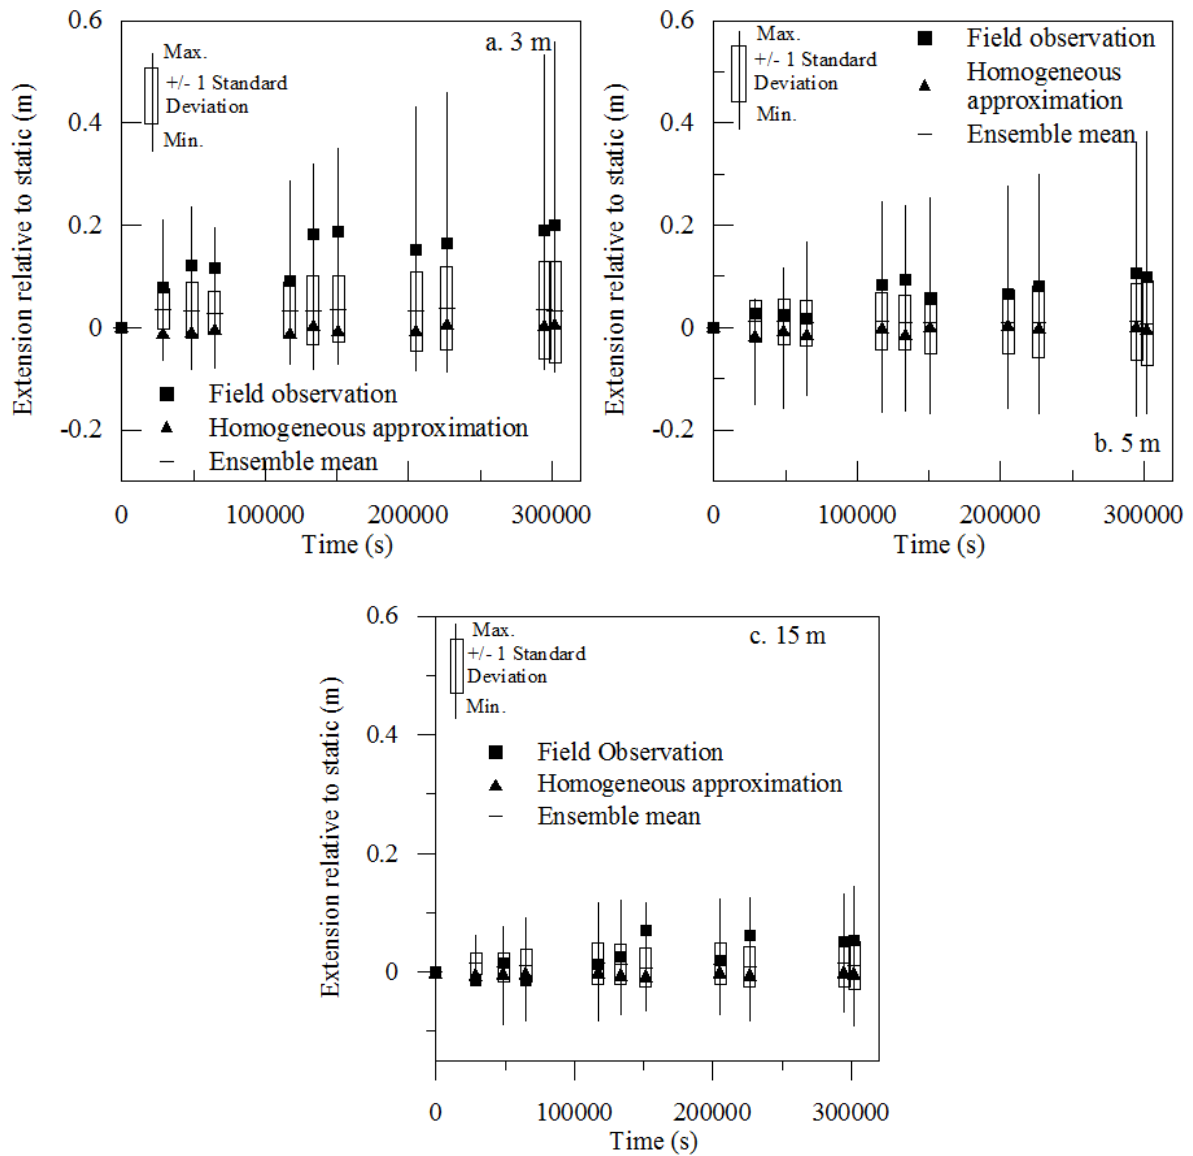 0.6
0.4
0.2
0
-0.2
Extension relative to static (m)
a. 3 m
Max.
+/- 1 Standard
Deviation
Min.
Field observation
Homogeneous approximation
Ensemble mean
0
100000
200000
300000
Time (s)
0.6
0.4
0.2
0
-0.2
Extension relative to static (m)
Max.
+/- 1 Standard
Deviation
Min.
Field observation
Homogeneous
approximation
Ensemble mean
b. 5 m
0
100000
200000
300000
Time (s)
0.6
0.4
0.2
0
Extension relative to static (m)
Max.
+/- 1 Standard
Deviation
Min.
c. 15 m
Field Observation
Homogeneous approximation
Ensemble mean
0
100000
200000
300000
Time (s)